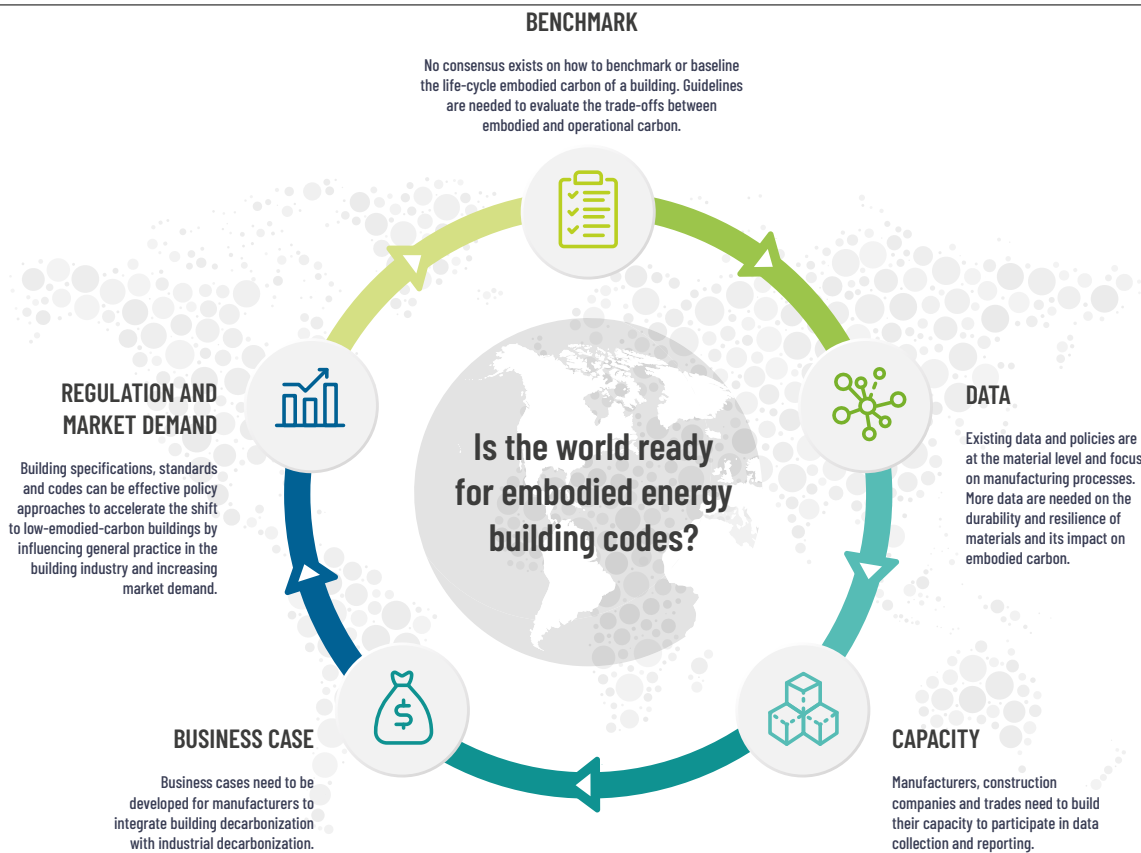 BENCHMARK
No consensus exists on how to benchmark or baseline
the life-cycle embodied carbon of a building. Guidelines
are needed to evaluate the trade-offs between
embodied and operational carbon.
REGULATION AND
MARKET DEMAND
Building specifications, standards
and codes can be effective policy
approaches to accelerate the shift
to low-emodied-carbon buildings by
influencing general practice in the
building industry and increasing
market demand.
Is the world ready
for embodied energy
building codes?
DATA
Existing data and policies are
at the material level and focus
on manufacturing processes.
More data are needed on the
durability and resilience of
materials and its impact on
embodied carbon.
BUSINESS CASE
Business cases need to be
developed for manufacturers to
integrate building decarbonization
with industrial decarbonization.
$
CAPACITY
Manufacturers, construction
companies and trades need to build
their capacity to participate in data
collection and reporting.